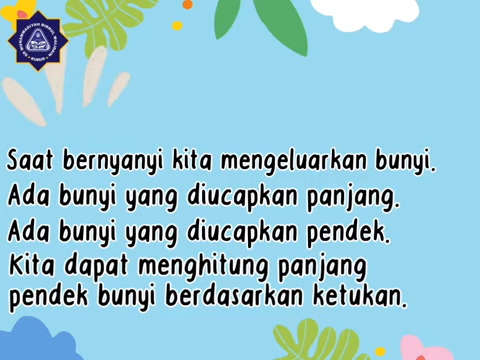 Saat bernyanyi kita mengeluarkan bunyi.
Ada bunyi yang diucapkan panjang.
Ada bunyi yang diucapkan pendek.
Kita dapat menghitung panjang
pendek bunyi berdasarkan ketukan.